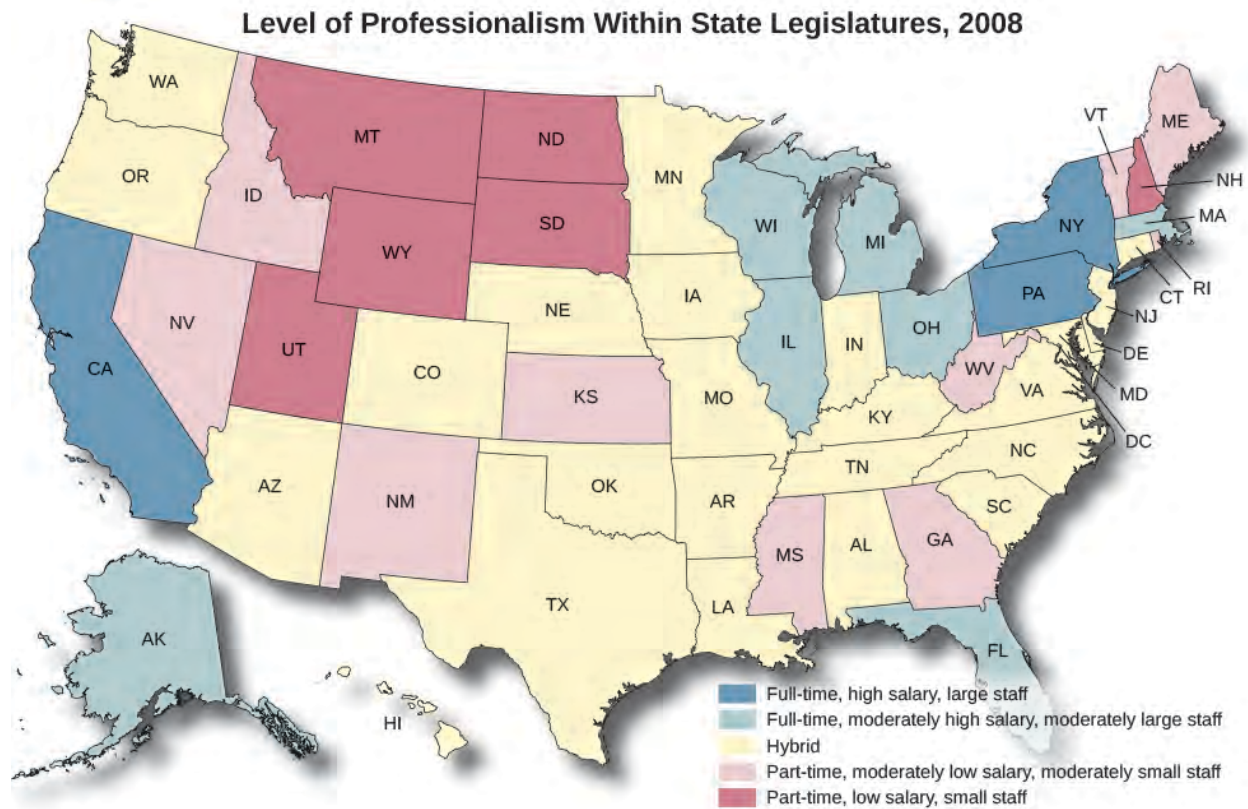 Level of Professionalism Within State Legislatures, 2008
WA
MT
ND
MN
VT
ME
OR
ID
NH
WI
NY
MA
SD
MI
WY
RI
PA
CT
IA
NE
NJ
NV
OH
IL
IN
DE
UT
CO
WV
CA
MD
VA
KS
MO
KY
DC
NC
TN
AZ
OK
NM
AR
SC
MS
AL
GA
TX
LA
AK
FL
HI
Full-time, high salary, large staff
Full-time, moderately high salary, moderately large staff
Hybrid
Part-time, moderately low salary, moderately small staff
Part-time, low salary, small staff